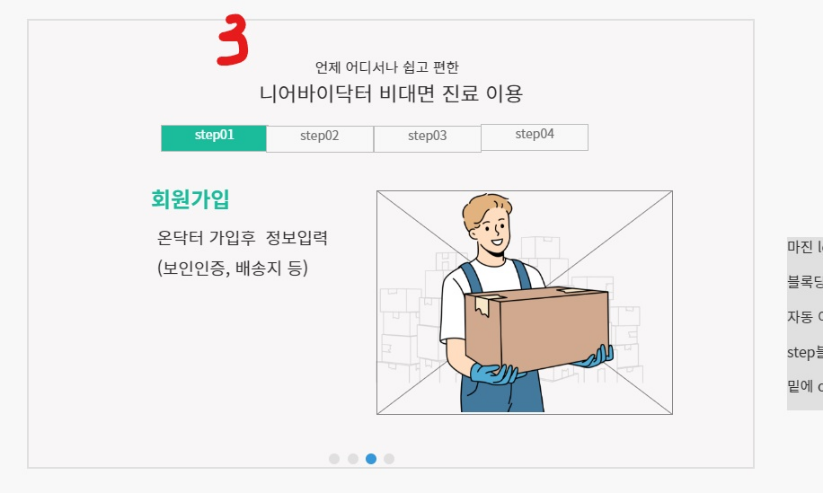 3
언제 어디서나 쉽고 편한
니어바이닥터 비대면 진료 이용
step01 step02 step03 step04
회원가입
온닥터 가입후 정보입력
(보인인증, 배송지 등)
마진
자동
step
밑에